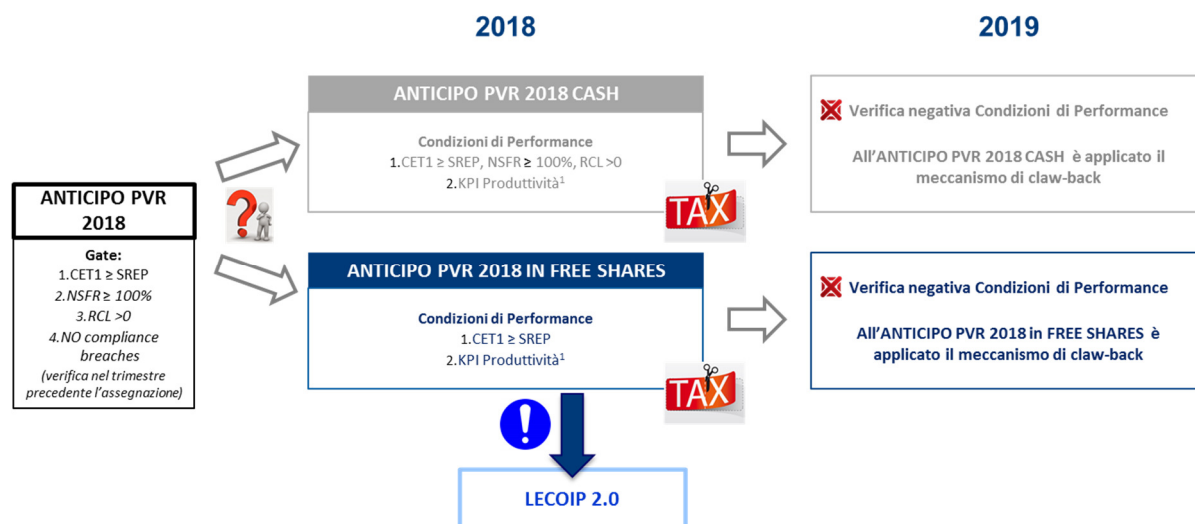 2018
2019
ANTICIPO PVR
2018
Gate:
1.CET1 ≥ SREP
2.NSFR ≥ 100%
3.RCL >0
4.NO compliance
breaches
(verifica nel trimestre
precedente l'assegnazione)
ANTICIPO PVR 2018 CASH
Condizioni di Performance
1.CET1 ≥ SREP, NSFR ≥ 100%, RCL >0
2.KPI Produttività¹
TAX
Verifica negativa Condizioni di Performance
All'ANTICIPO PVR 2018 CASH è applicato il
meccanismo di claw-back
ANTICIPO PVR 2018 IN FREE SHARES
Condizioni di Performance
1.CET1 ≥ SREP
2.KPI Produttività¹
TAX
Verifica negativa Condizioni di Performance
All'ANTICIPO PVR 2018 in FREE SHARES è
applicato il meccanismo di claw-back
LECOIP 2.0